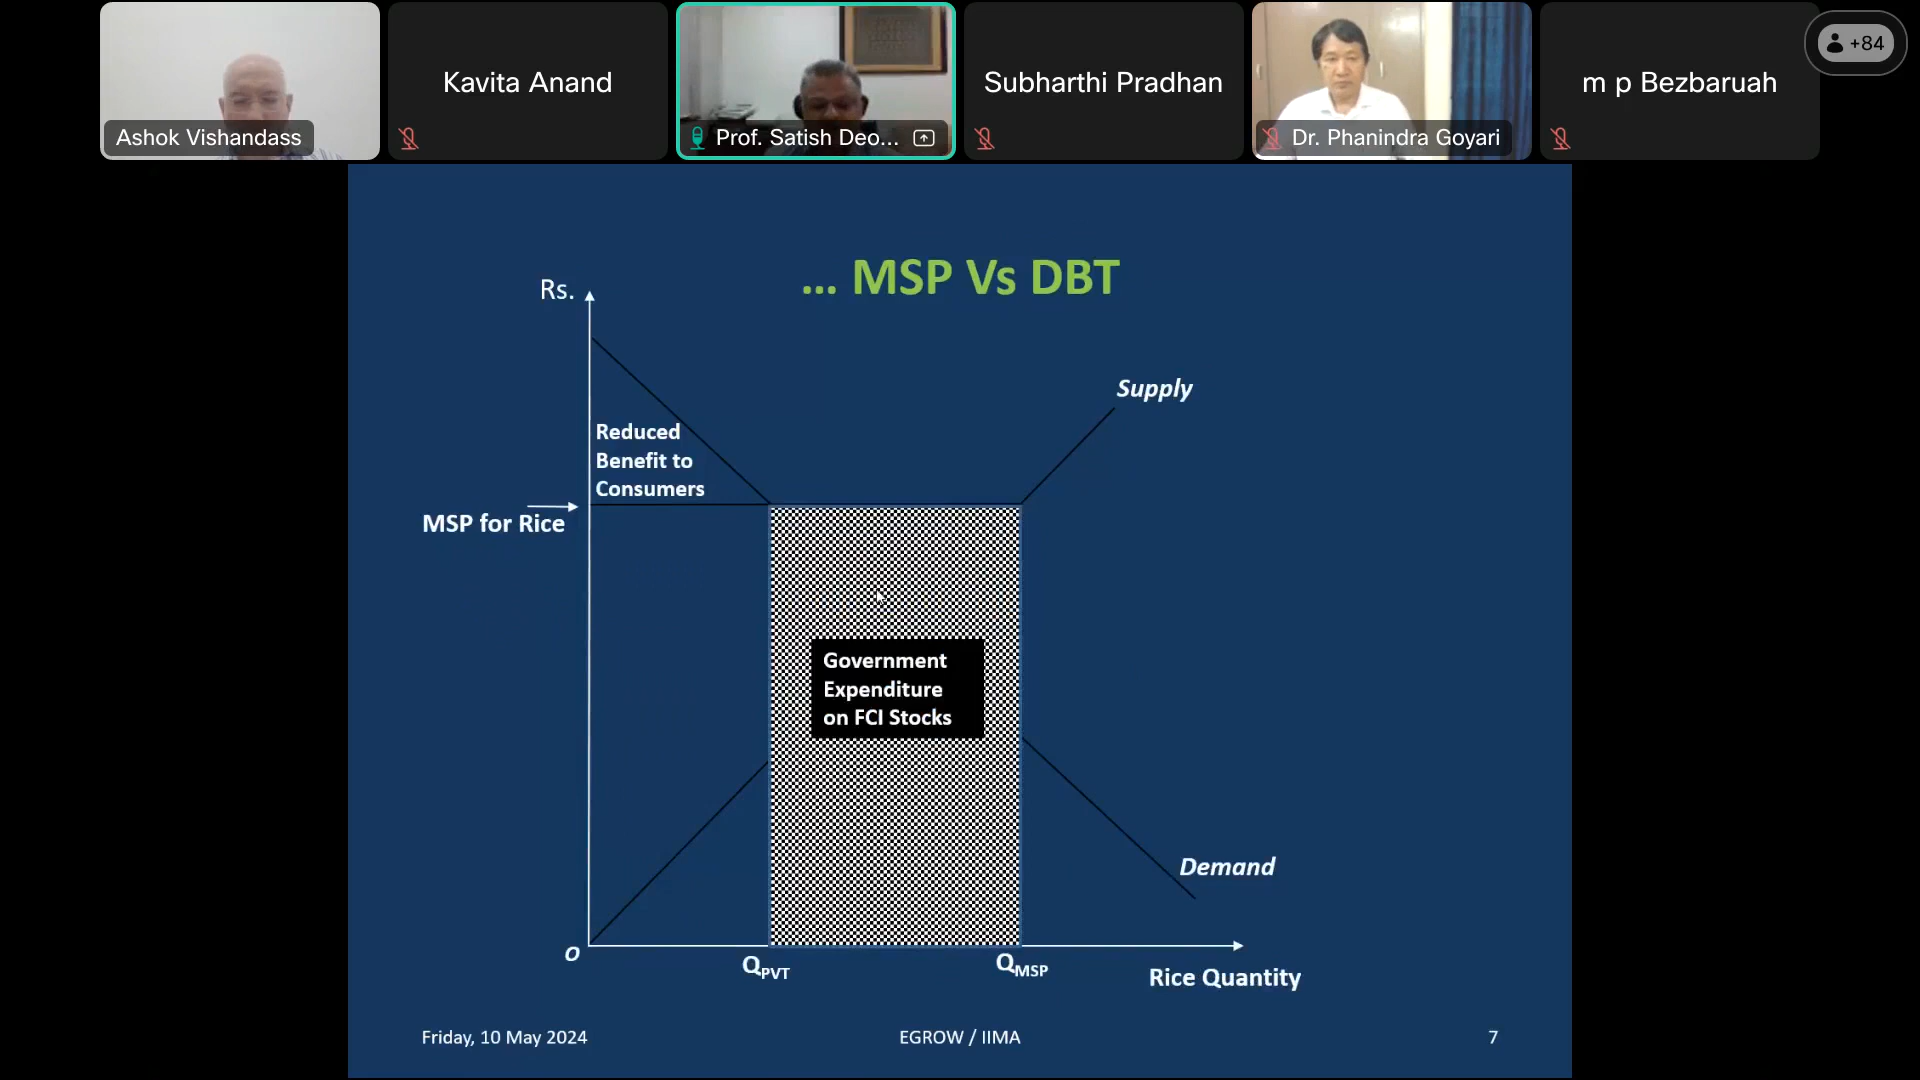 Ashok Vishandass
Kavita Anand
Prof. Satish Deo...
Subharthi Pradhan
Dr. Phanindra Goyari
m p Bezbaruah
+84
... MSP Vs DBT
Rs.
Supply
Reduced
Benefit to
Consumers
MSP for Rice
Government
Expenditure
on FCI Stocks
Demand
O
QPVT
QMSP
Rice Quantity
Friday, 10 May 2024
EGROW / IIMA
7